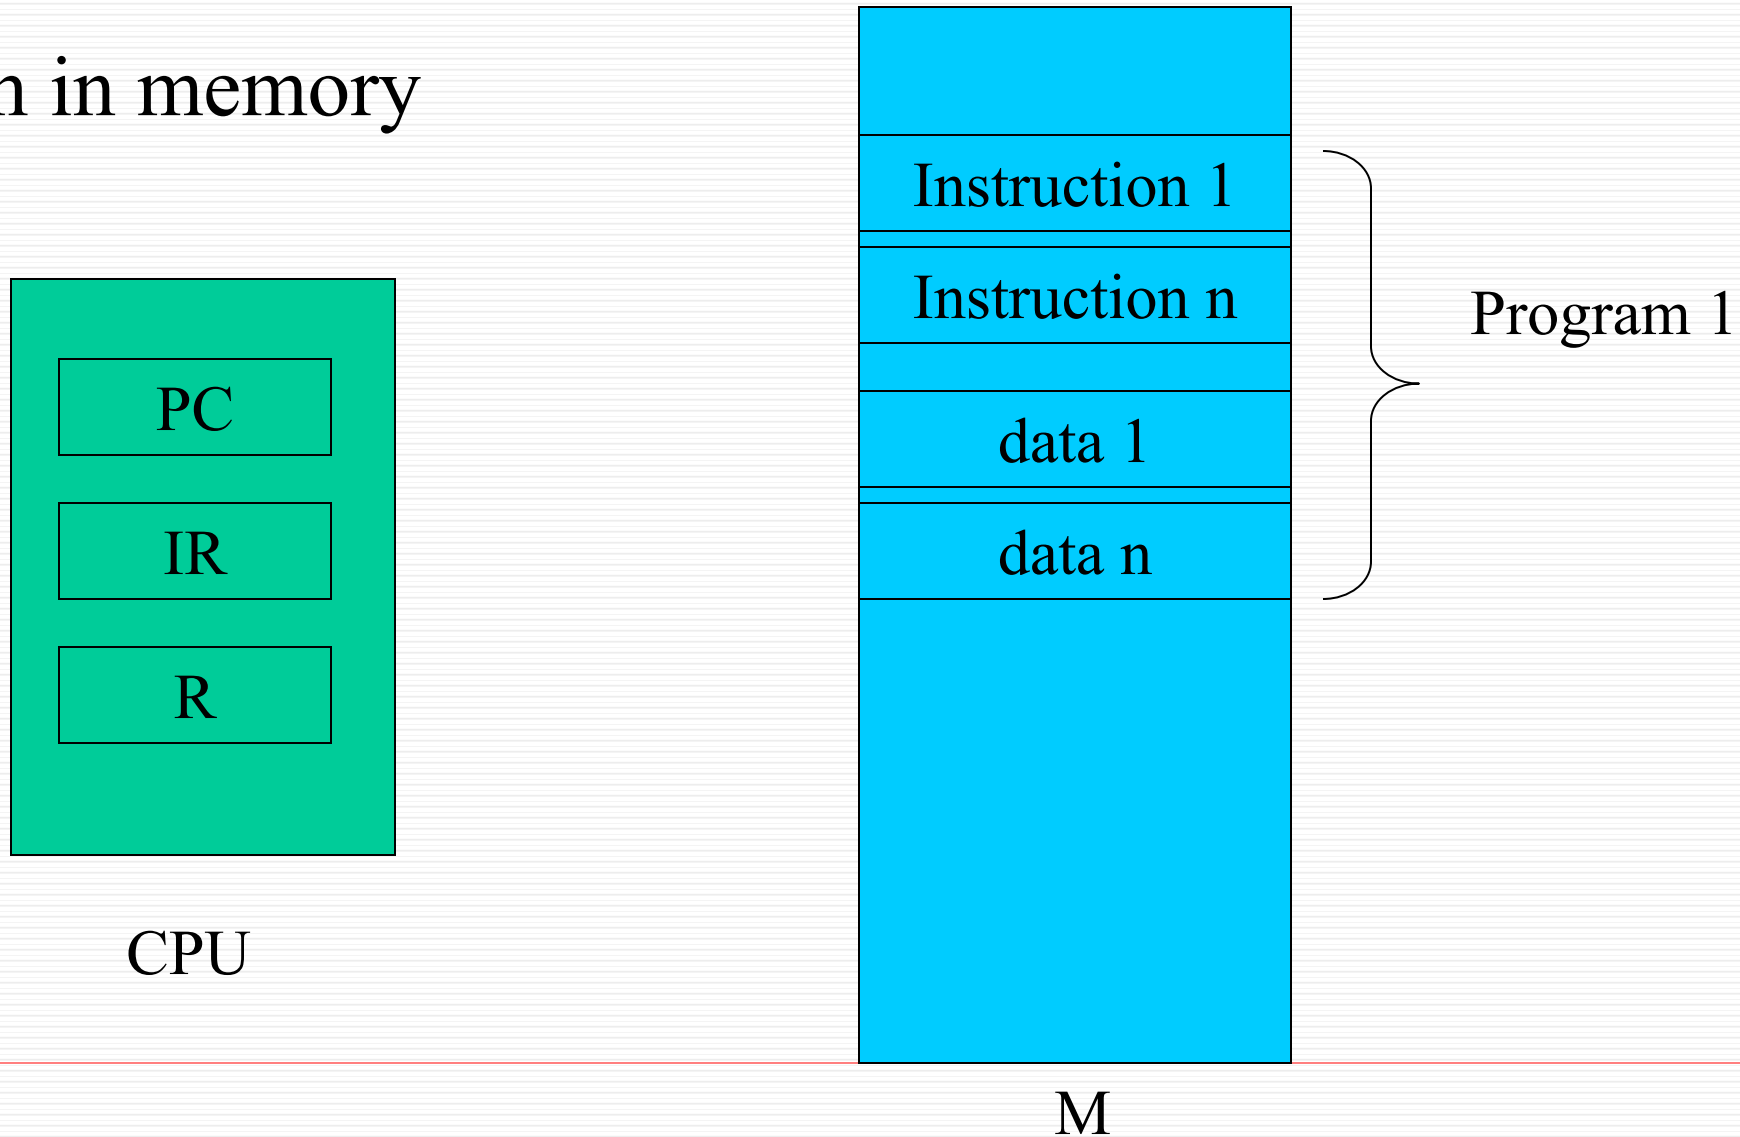 in memory
Instruction 1
Instruction n
data 1
data n
Program 1
PC
IR
R
CPU
M